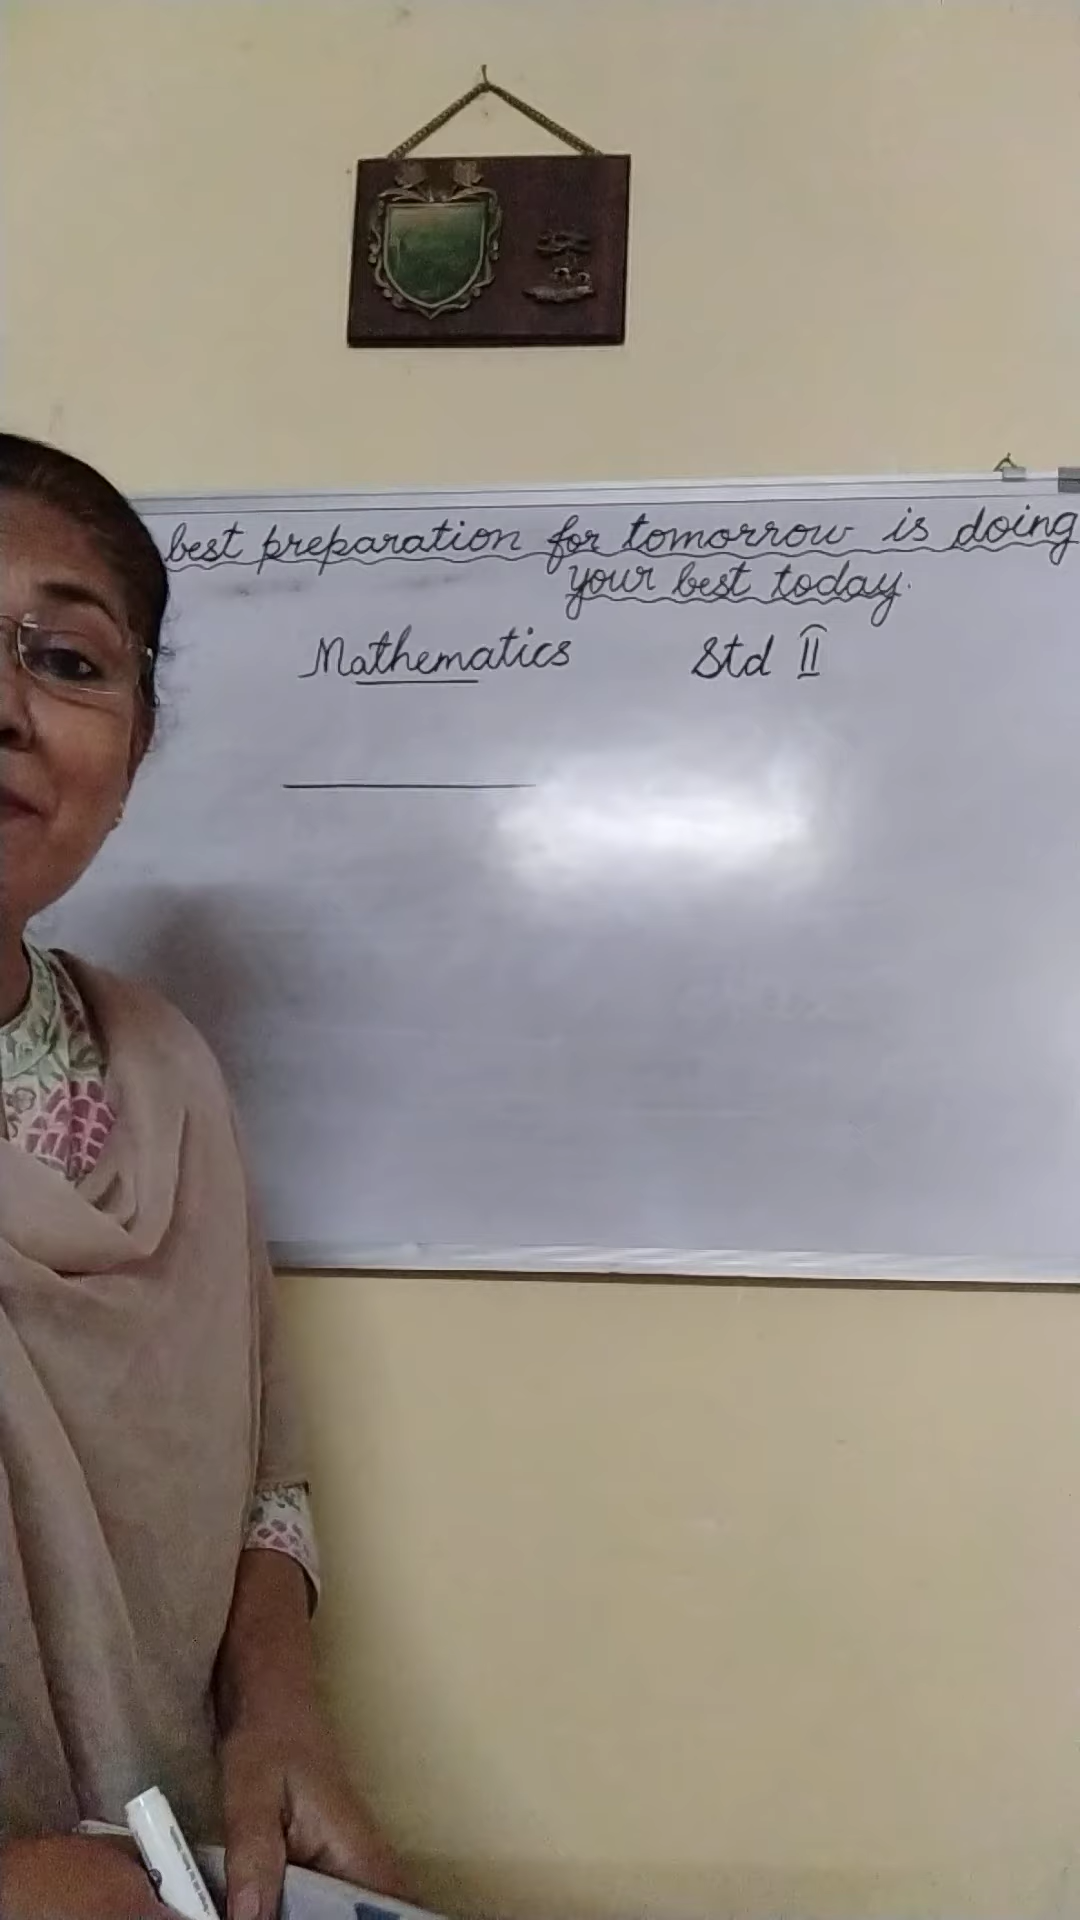 best preparation for tomorrow is doing
your best today.
Mathematics Std II